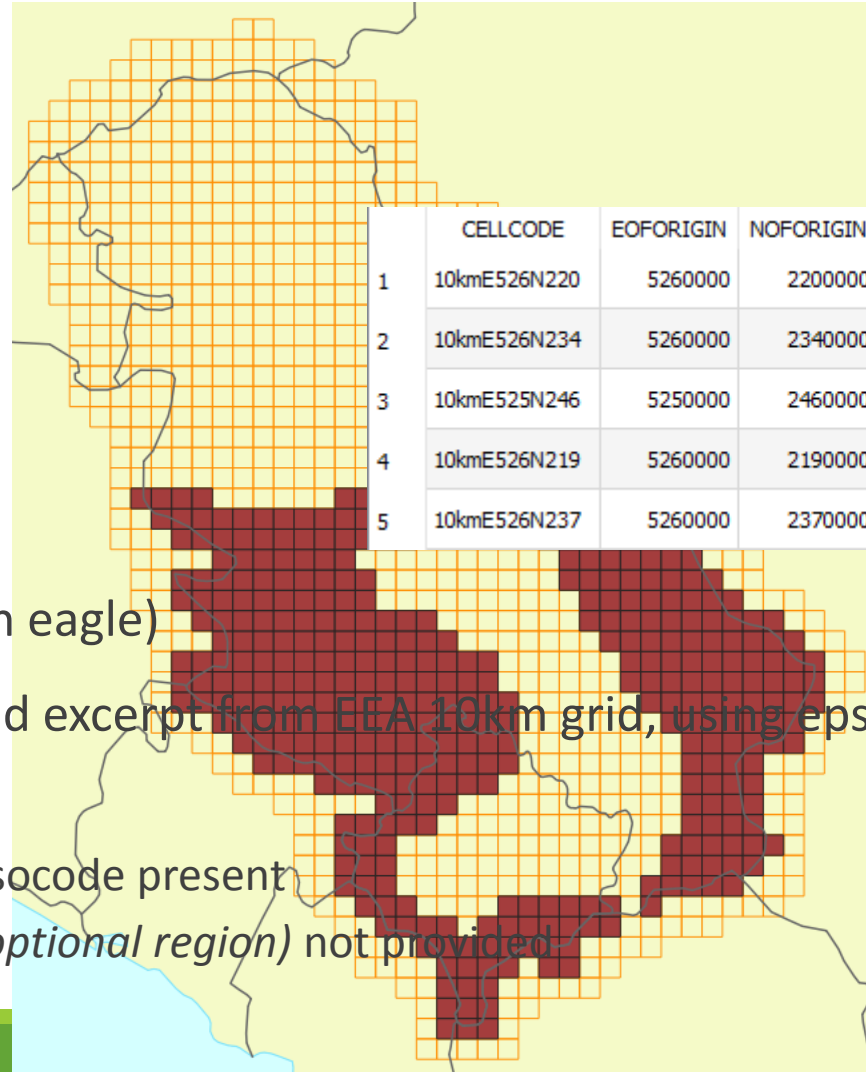 CELLCODE EOFORIGIN NOFORIGIN
1 10kmE526N220 5260000 2200000
2 10kmE526N234 5260000 2340000
3 10kmE525N246 5250000 2460000
4 10kmE526N219 5260000 2190000
5 10kmE526N237 5260000 2370000
n eagle)
d excerpt from EEA 10km grid, using eps
socode present
optional region) not provided